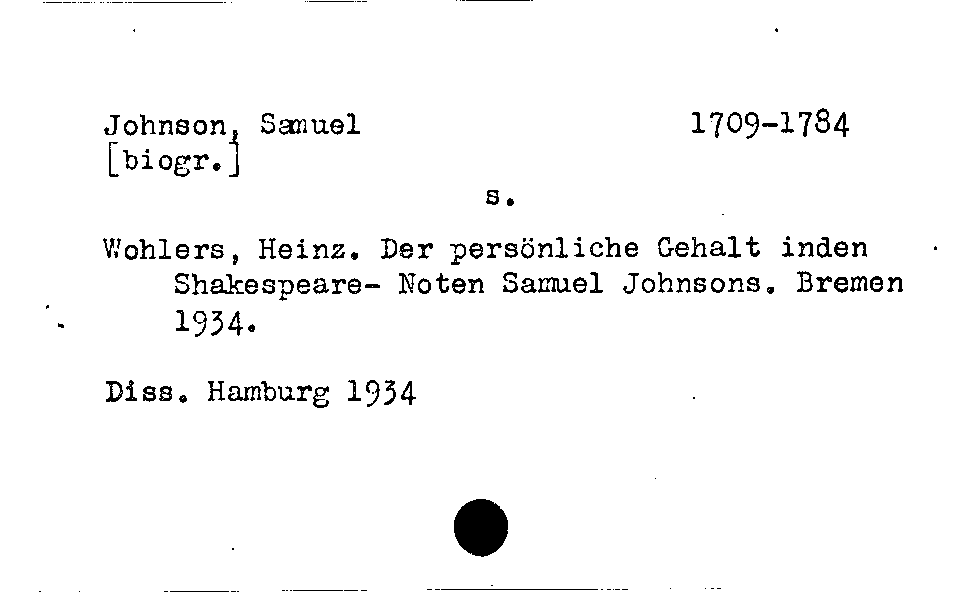 Johnson, Samuel 1709-1784
[biogr.]
s.
Wohlers, Heinz. Der persönliche Gehalt inden
Shakespeare- Noten Samuel Johnsons. Bremen
1934.
Diss. Hamburg 1934